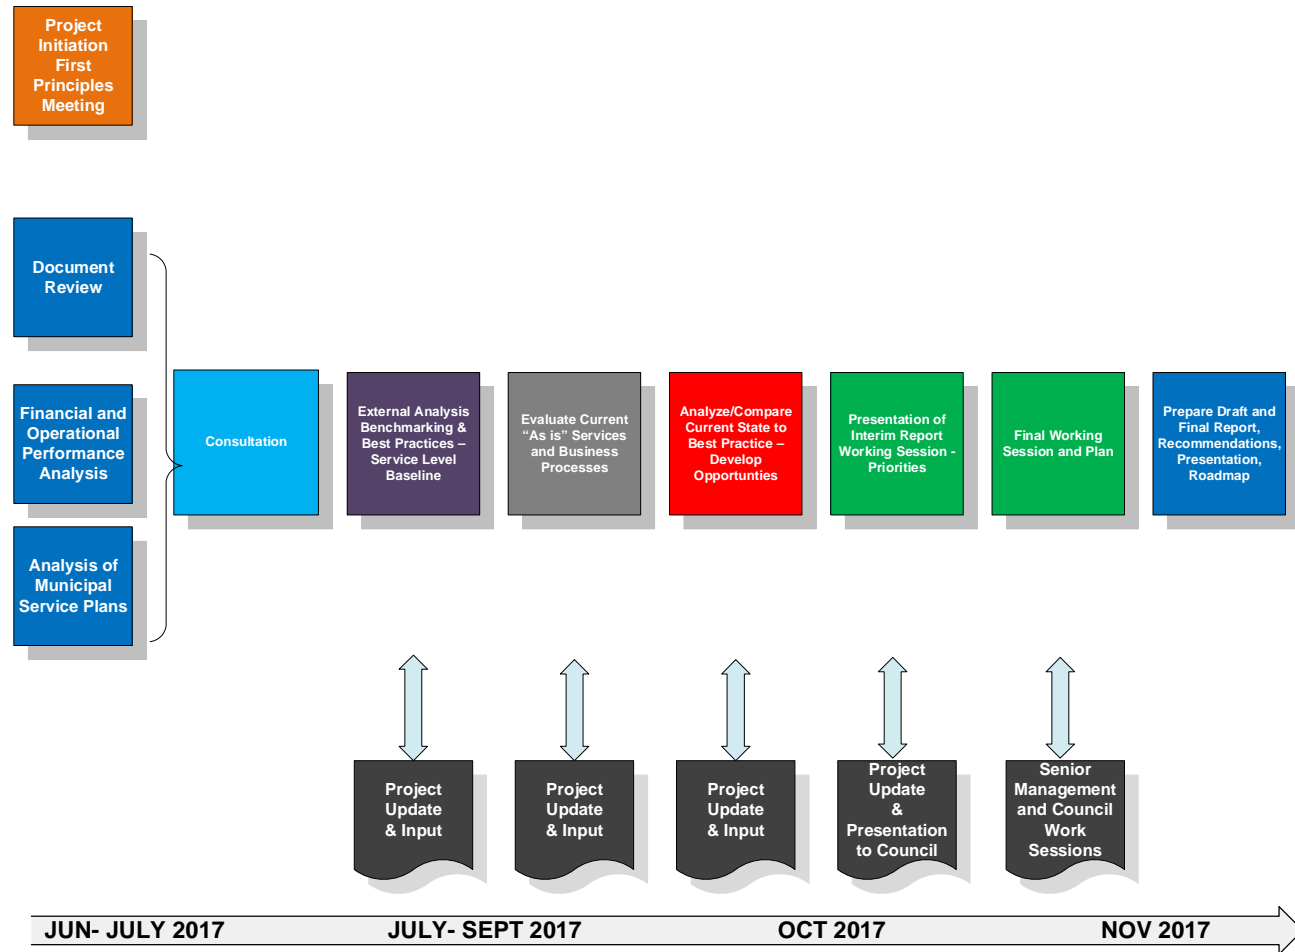 Project
Initiation
First
Principles
Meeting
Document
Review
Financial and
Operational
Performance
Analysis
Analysis of
Municipal
Service Plans
Consultation
External Analysis
Benchmarking &
Best Practices –
Service Level
Baseline
Evaluate Current
“As is” Services
and Business
Processes
Analyze/Compare
Current State to
Best Practice –
Develop
Opportunties
Presentation of
Interim Report
Working Session -
Priorities
Final Working
Session and Plan
Prepare Draft and
Final Report,
Recommendations,
Presentation,
Roadmap
Project
Update
& Input
Project
Update
& Input
Project
Update
& Input
Project
Update
&
Presentation
to Council
Senior
Management
and Council
Work
Sessions
JUN- JULY 2017
JULY- SEPT 2017
OCT 2017
NOV 2017